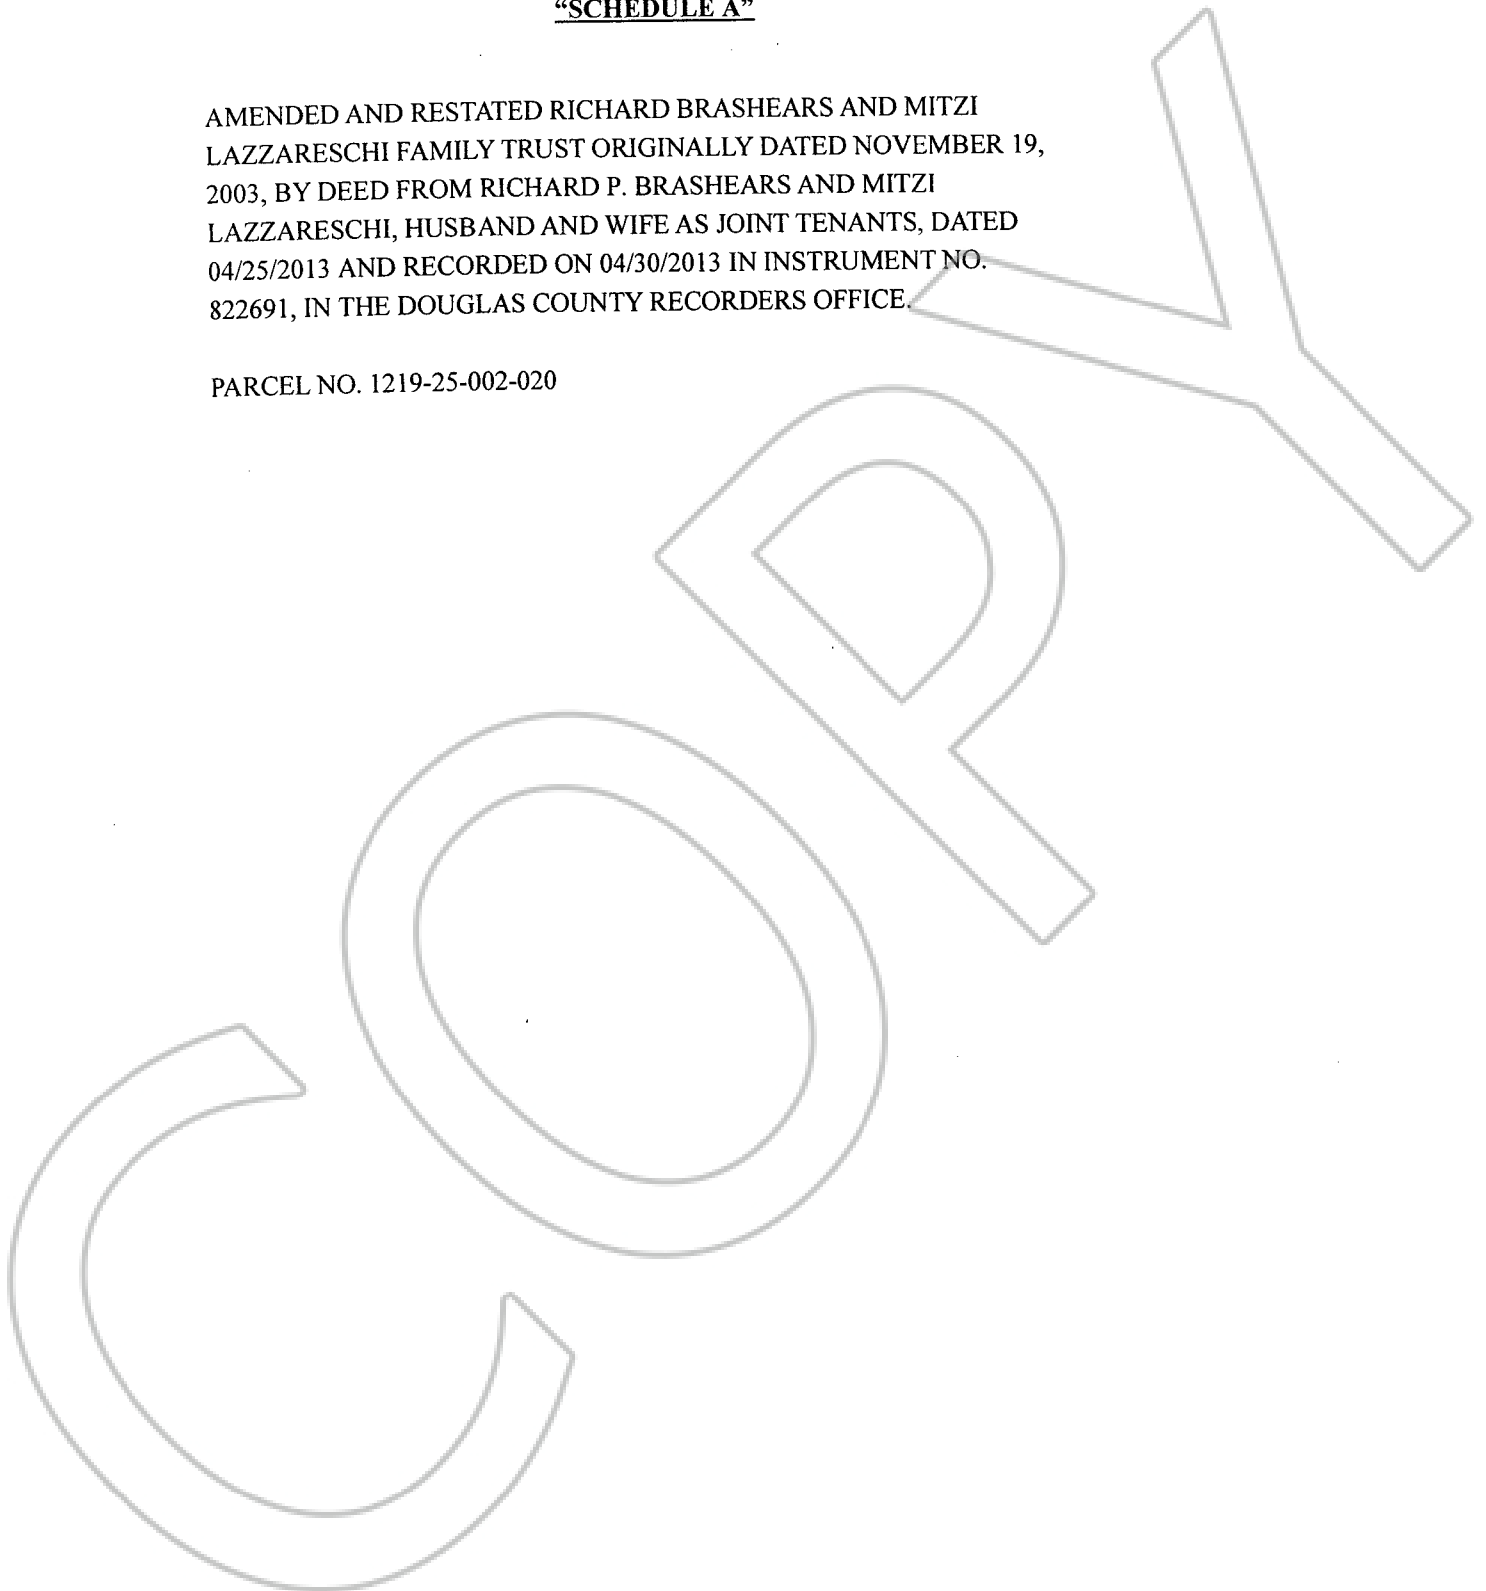 “SCHEDULE A”
AMENDED AND RESTATED RICHARD BRASHEARS AND MITZI
LAZZARESCHI FAMILY TRUST ORIGINALLY DATED NOVEMBER 19,
2003, BY DEED FROM RICHARD P. BRASHEARS AND MITZI
LAZZARESCHI, HUSBAND AND WIFE AS JOINT TENANTS, DATED
04/25/2013 AND RECORDED ON 04/30/2013 IN INSTRUMENT NO.
822691, IN THE DOUGLAS COUNTY RECORDERS OFFICE.
PARCEL NO. 1219-25-002-020
COPY